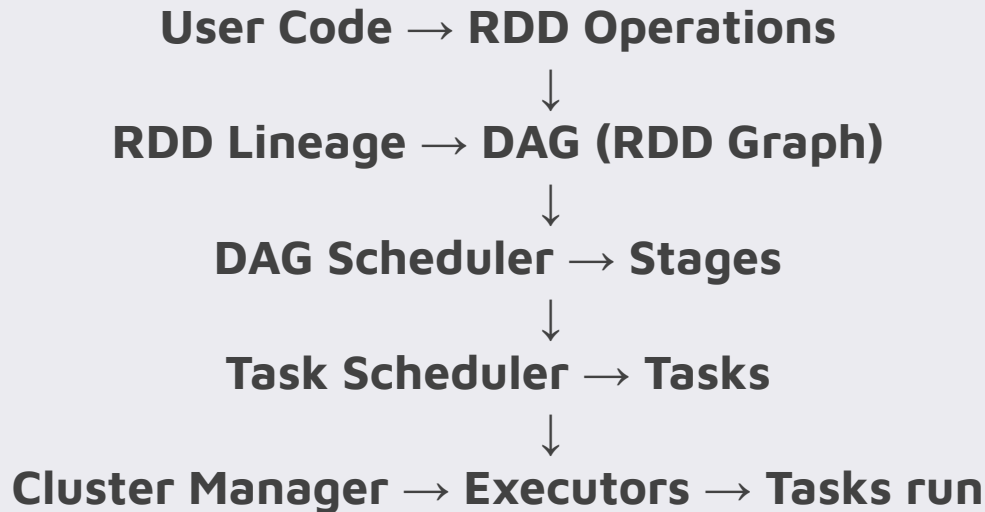 User Code → RDD Operations
↓
RDD Lineage → DAG (RDD Graph)
↓
DAG Scheduler → Stages
↓
Task Scheduler → Tasks
↓
Cluster Manager → Executors → Tasks run